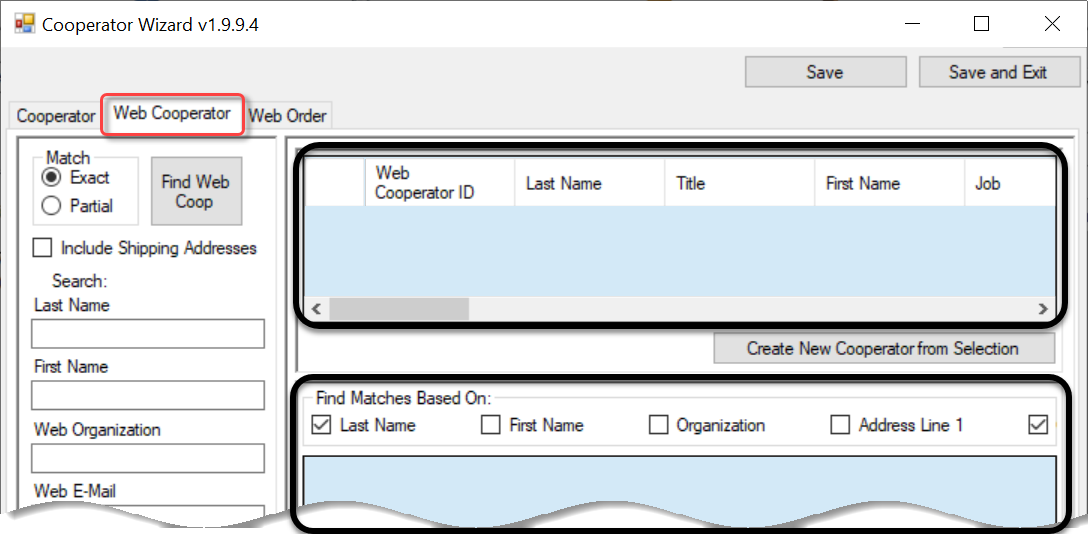 Cooperator Wizard v1.9.9.4
Save
Save and Exit
Cooperator
Web Cooperator
Web Order
Match
Exact
Partial
Find Web
Coop
Include Shipping Addresses
Search:
Last Name
First Name
Web Organization
Web E-Mail
Web
Cooperator ID
Last Name
Title
First Name
Job
Create New Cooperator from Selection
Find Matches Based On:
Last Name
First Name
Organization
Address Line 1